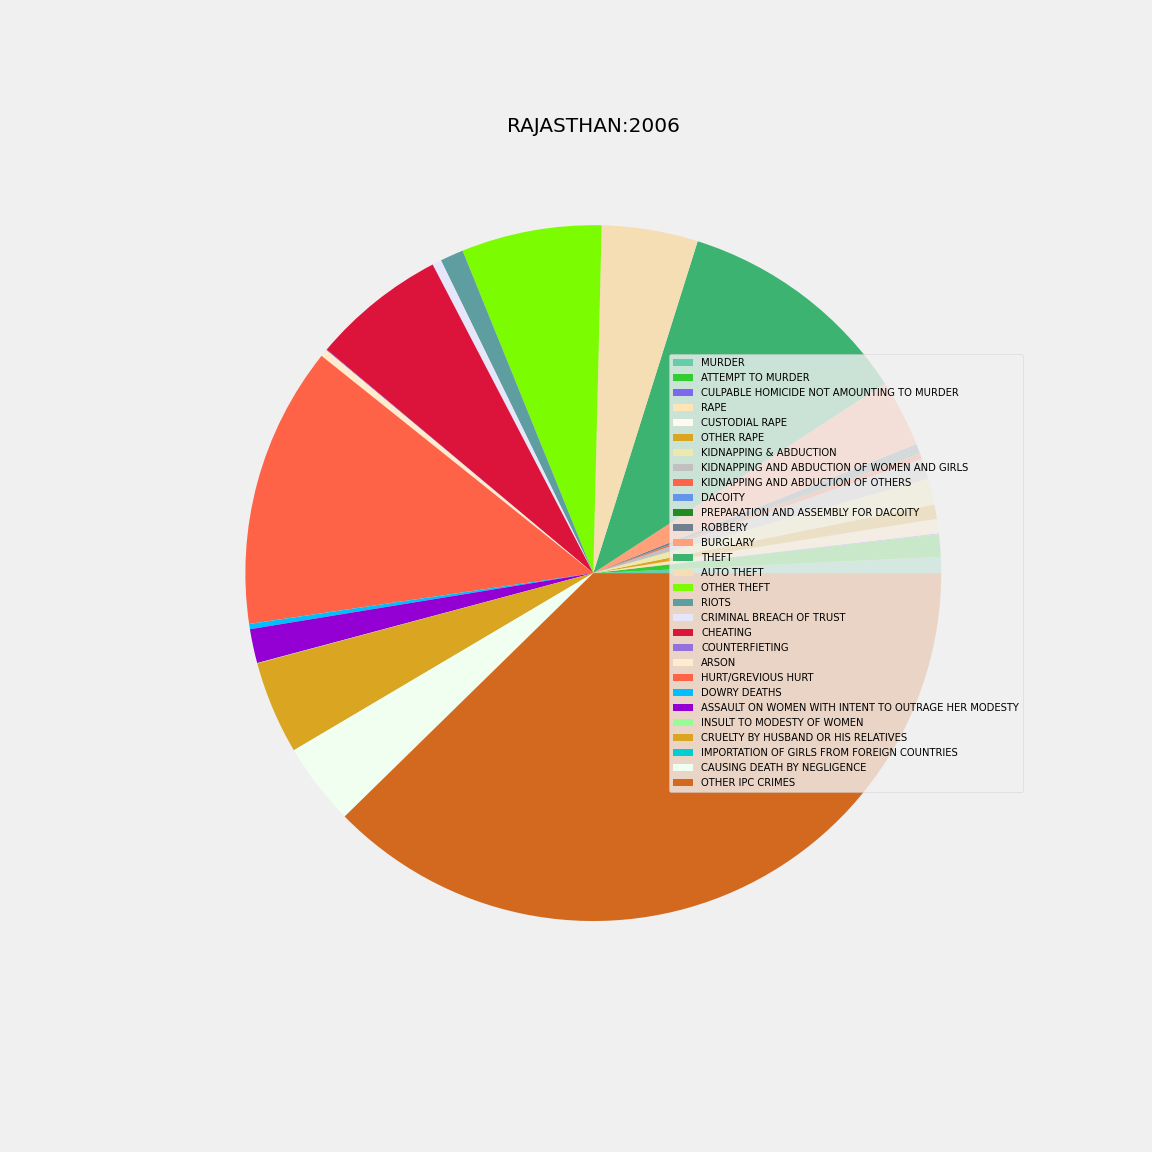 RAJASTHAN:2006
MURDER
ATTEMPT TO MURDER
CULPABLE HOMICIDE NOT AMOUNTING TO MURDER
RAPE
CUSTODIAL RAPE
OTHER RAPE
KIDNAPPING & ABDUCTION
KIDNAPPING AND ABDUCTION OF WOMEN AND GIRLS
KIDNAPPING AND ABDUCTION OF OTHERS
DACOITY
PREPARATION AND ASSEMBLY FOR DACOITY
ROBBERY
BURGLARY
THEFT
AUTO THEFT
OTHER THEFT
RIOTS
CRIMINAL BREACH OF TRUST
CHEATING
COUNTERFIETING
ARSON
HURT/GREVIOUS HURT
DOWRY DEATHS
ASSAULT ON WOMEN WITH INTENT TO OUTRAGE HER MODESTY
INSULT TO MODESTY OF WOMEN
CRUELTY BY HUSBAND OR HIS RELATIVES
IMPORTATION OF GIRLS FROM FOREIGN COUNTRIES
CAUSING DEATH BY NEGLIGENCE
OTHER IPC CRIMES